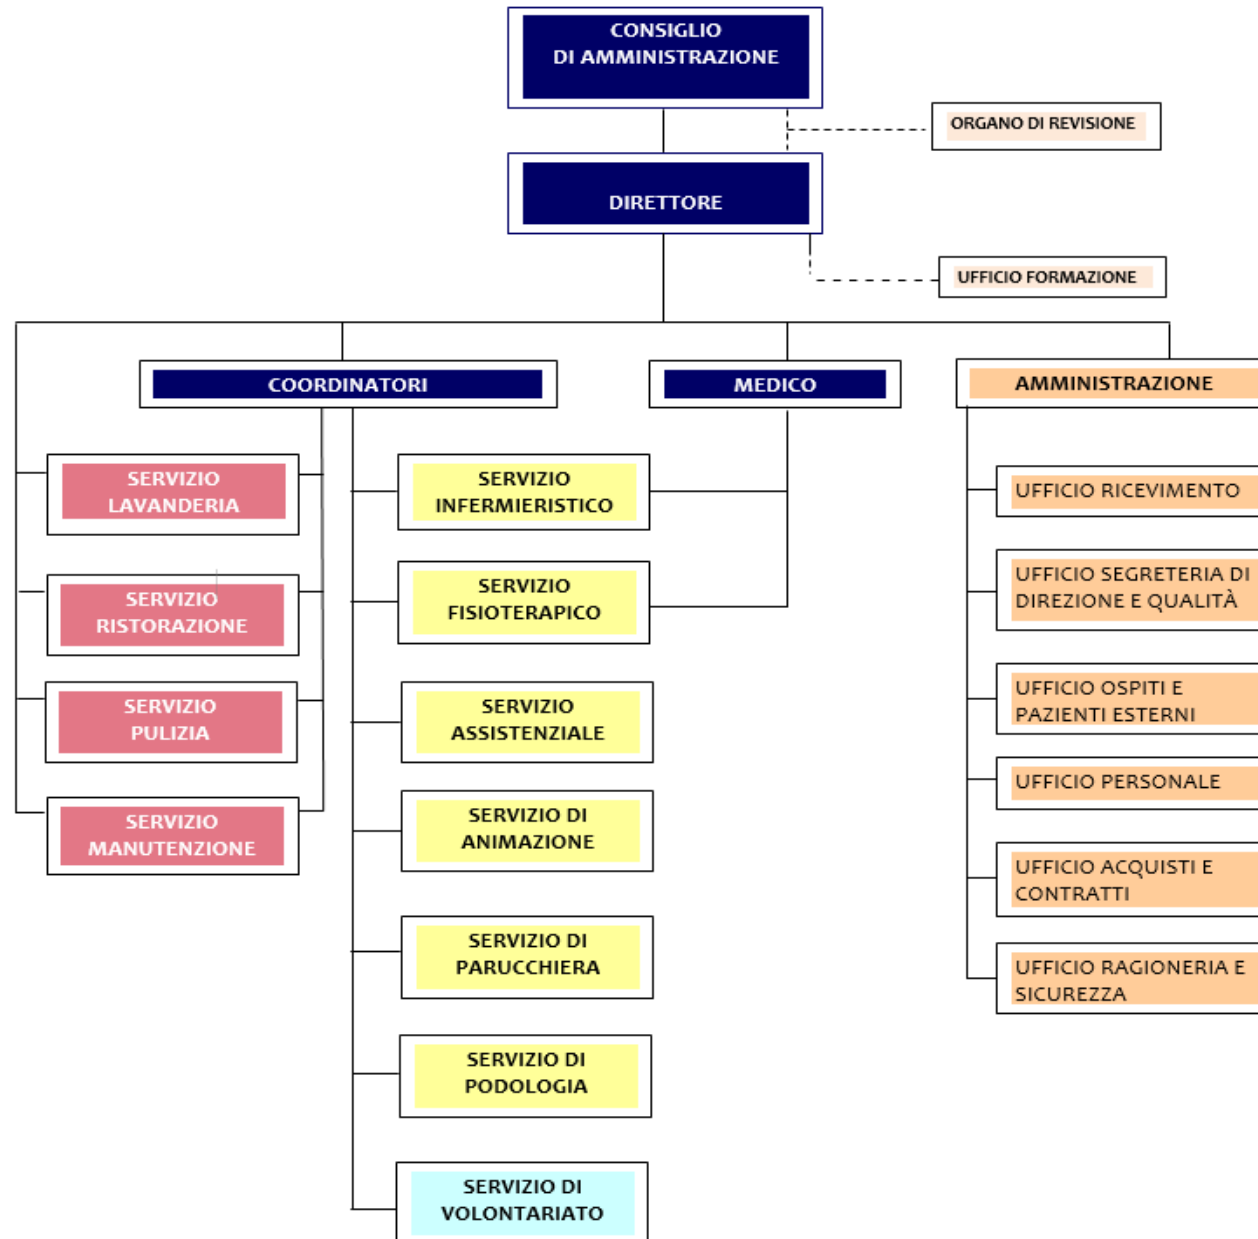 CONSIGLIO
DI AMMINISTRAZIONE
ORGANO DI REVISIONE
DIRETTORE
UFFICIO FORMAZIONE
COORDINATORI
MEDICO
AMMINISTRAZIONE
SERVIZIO
LAVANDERIA
SERVIZIO
RISTORAZIONE
SERVIZIO
PULIZIA
SERVIZIO
MANUTENZIONE
SERVIZIO
INFERMIERISTICO
SERVIZIO
FISIOTERAPICO
SERVIZIO
ASSISTENZIALE
SERVIZIO DI
ANIMAZIONE
SERVIZIO DI
PARUCCHIERA
SERVIZIO DI
PODOLOGIA
SERVIZIO DI
VOLONTARIATO
UFFICIO RICEVIMENTO
UFFICIO SEGRETERIA DI
DIREZIONE E QUALITÀ
UFFICIO OSPITI E
PAZIENTI ESTERNI
UFFICIO PERSONALE
UFFICIO ACQUISTI E
CONTRATTI
UFFICIO RAGIONERIA E
SICUREZZA